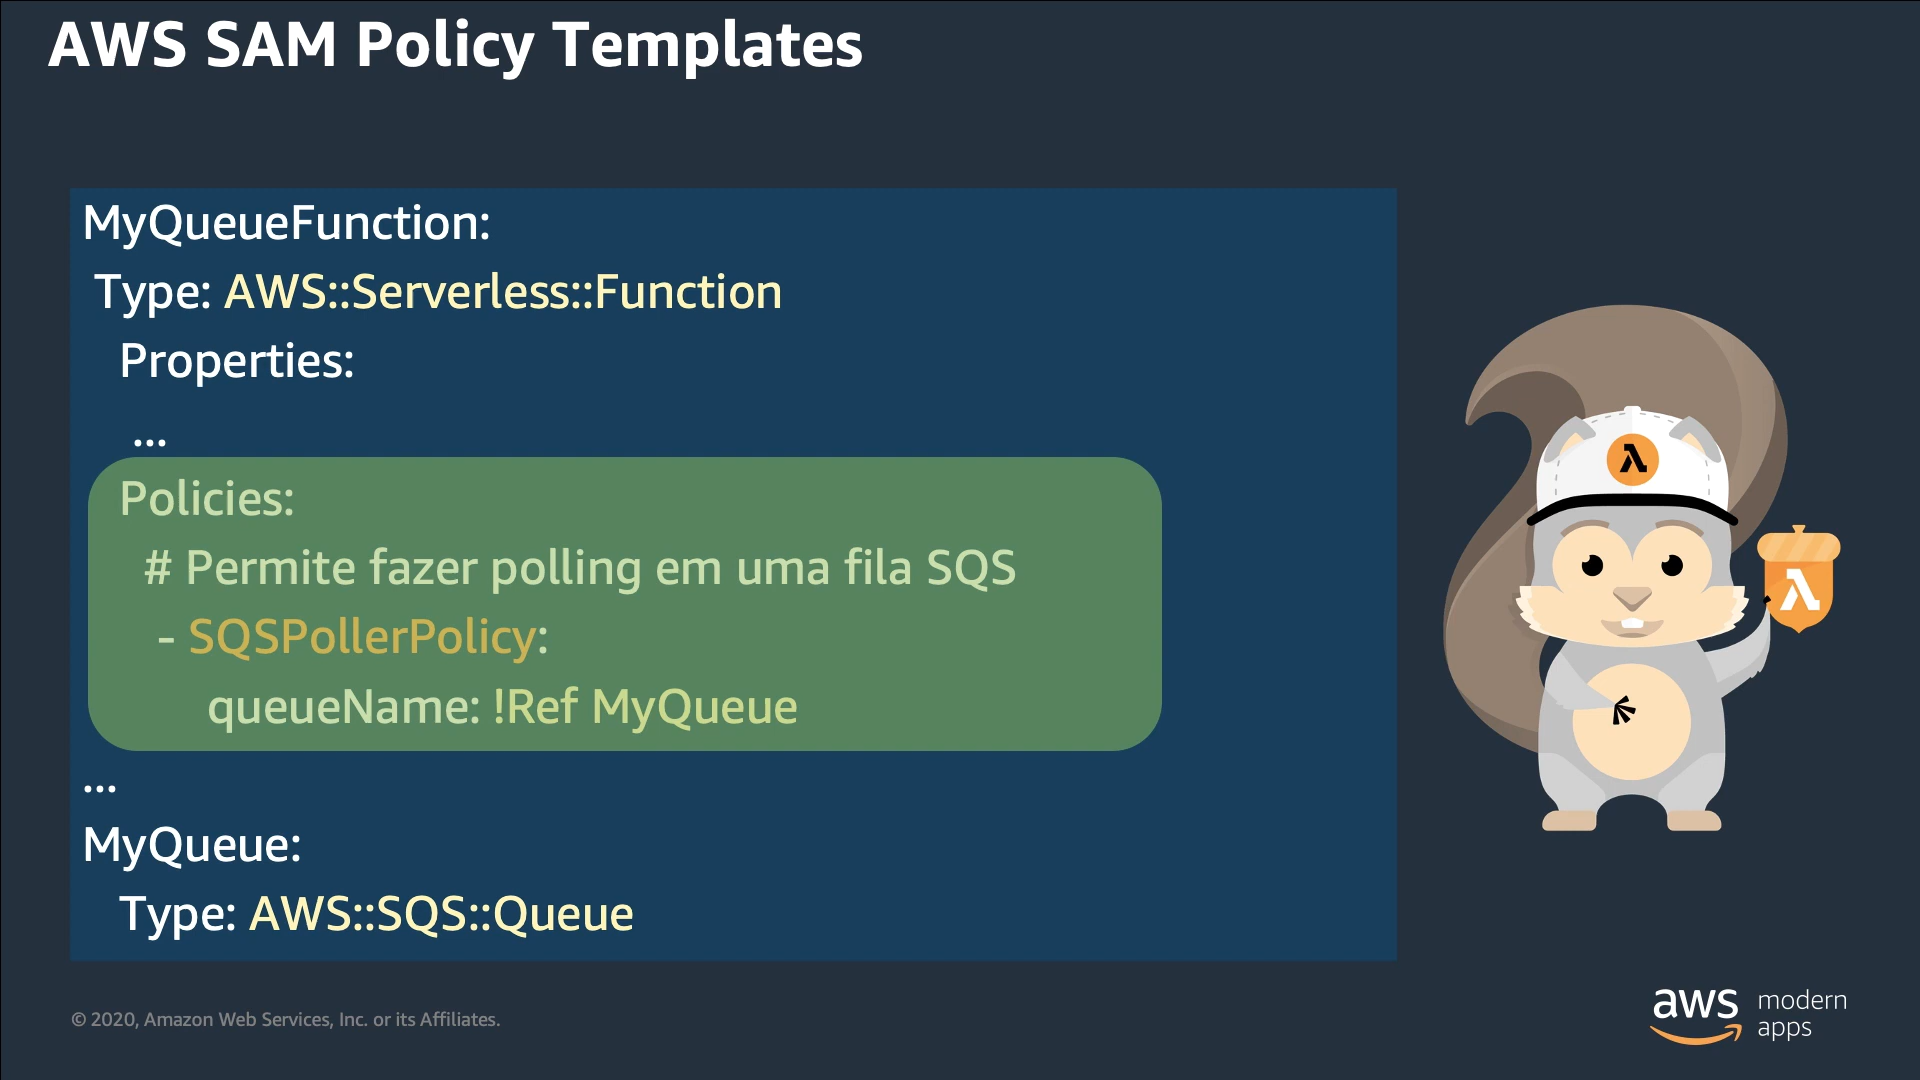 AWS SAM Policy Templates
MyQueueFunction:
Type: AWS::Serverless::Function
Properties:
...
Policies:
# Permite fazer polling em uma fila SQS
- SQSPollerPolicy:
queueName: !Ref MyQueue
...
MyQueue:
Type: AWS::SQS::Queue
© 2020, Amazon Web Services, Inc. or its Affiliates.
aws modern
apps